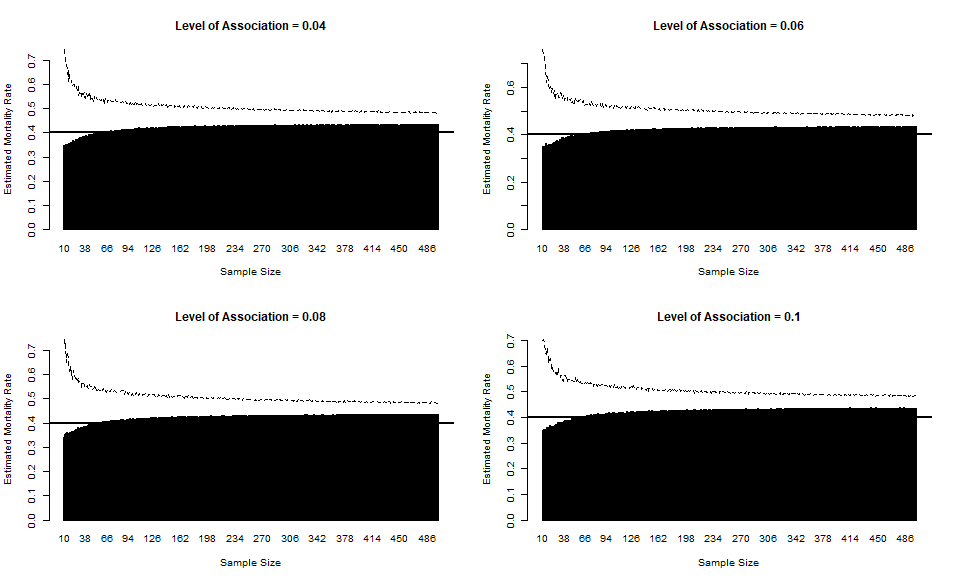 Level of Association = 0.04
Estimated Mortality Rate
0.0 0.1 0.2 0.3 0.4 0.5 0.6 0.7
10 38 66 94 126 162 198 234 270 306 342 378 414 450 486
Sample Size
Level of Association = 0.06
Estimated Mortality Rate
0.0 0.2 0.4 0.6
10 38 66 94 126 162 198 234 270 306 342 378 414 450 486
Sample Size
Level of Association = 0.08
Estimated Mortality Rate
0.0 0.1 0.2 0.3 0.4 0.5 0.6 0.7
10 38 66 94 126 162 198 234 270 306 342 378 414 450 486
Sample Size
Level of Association = 0.1
Estimated Mortality Rate
0.0 0.1 0.2 0.3 0.4 0.5 0.6 0.7
10 38 66 94 126 162 198 234 270 306 342 378 414 450 486
Sample Size